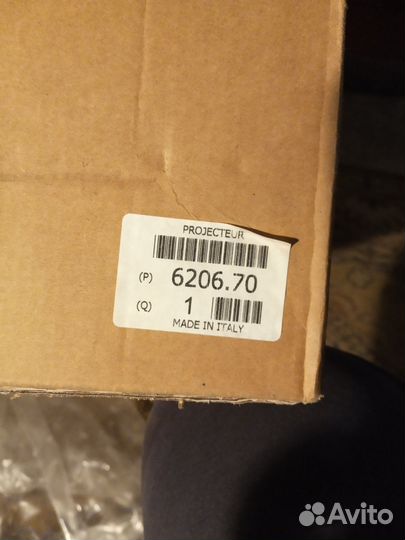 PROJECTEUR
(P) 6206.70
(Q) 1
MADE IN ITALY
Avito